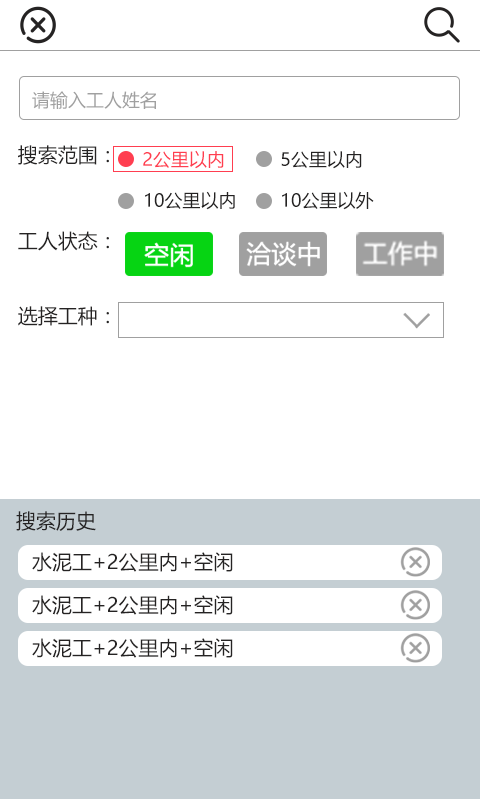 请输入工人姓名
搜索范围： 2公里以内 5公里以内
10公里以内 10公里以外
工人状态： 空闲 洽谈中 工作中
选择工种：
搜索历史
水泥工+2公里内+空闲
水泥工+2公里内+空闲
水泥工+2公里内+空闲